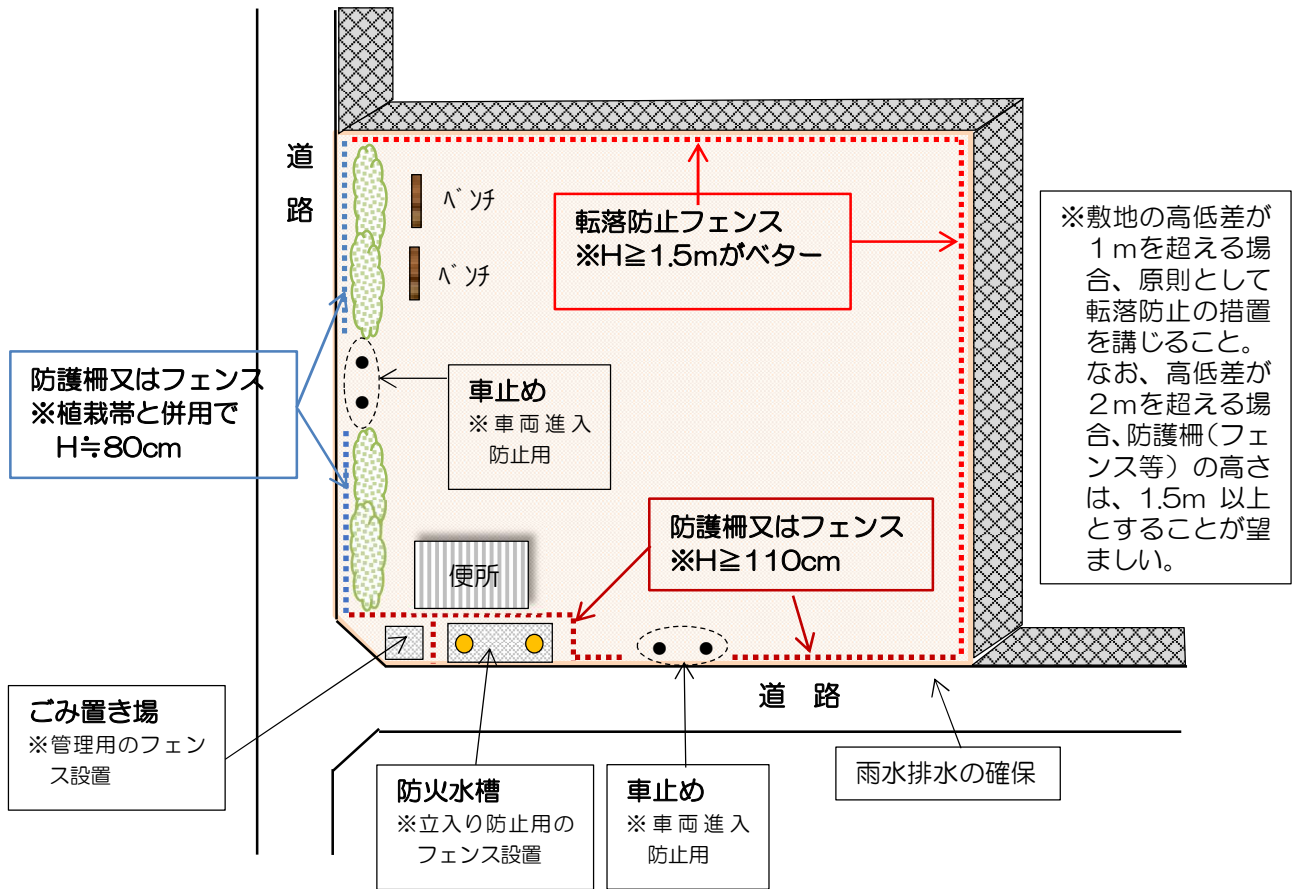 道
路
ﾍﾞﾝﾁ
ﾍﾞﾝﾁ
転落防止フェンス
※H≧1.5mがベター
※敷地の高低差が
1mを超える場
合、原則として
転落防止の措置
を講じること。
なお、高低差が
2mを超える場
合、防護柵(フェ
ンス等)の高さ
は、1.5m 以上
とすることが望
ましい。
防護柵又はフェンス
※植栽帯と併用で
H≒80cm
車止め
※車両進入
防止用
防護柵又はフェンス
※H≧110cm
便所
道 路
ごみ置き場
※管理用のフェン
ス設置
防火水槽
※立入り防止用の
フェンス設置
車止め
※車両進入
防止用
雨水排水の確保